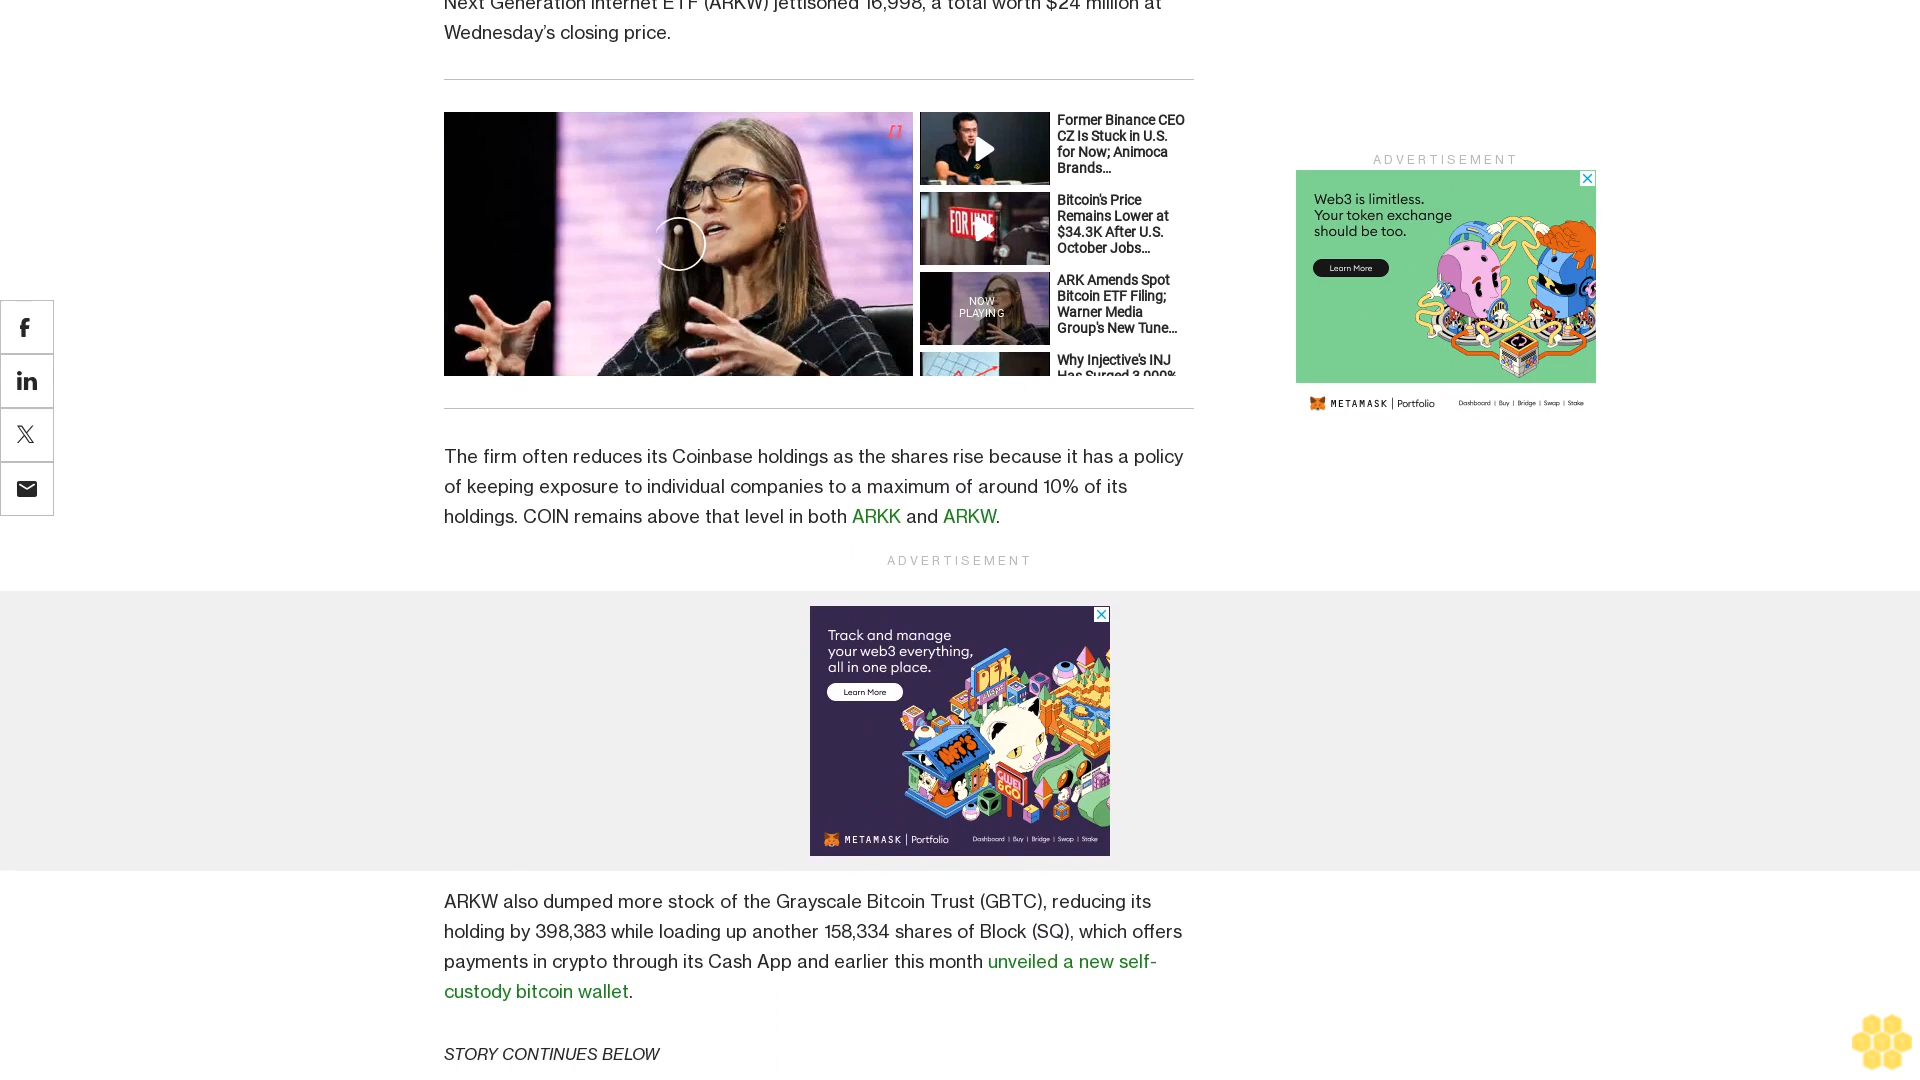 Next Generation Internet ETF (ARKW) jettisoned 16,998, a total worth $24 million at
Wednesday's closing price.
Former Binance CEO
CZ Is Stuck in U.S.
for Now; Animoca
Brands...
FOR HIRE
Bitcoin's Price
Remains Lower at
$34.3K After U.S.
October Jobs...
NOW
PLAYING
ARK Amends Spot
Bitcoin ETF Filing;
Warner Media
Group's New Tune...
Why Injective's INJ
Has Surged 3,000%
ADVERTISEMENT
Web3 is limitless.
Your token exchange
should be too.
Learn More
METAMASK | Portfolio
Dashboard | Buy | Bridge | Swap | Stake
The firm often reduces its Coinbase holdings as the shares rise because it has a policy
of keeping exposure to individual companies to a maximum of around 10% of its
holdings. COIN remains above that level in both ARKK and ARKW.
ADVERTISEMENT
Track and manage
your web3 everything,
all in one place.
Learn More
DEX
GWEI
& GO
METAMASK | Portfolio
Dashboard | Buy | Bridge | Swap | Stake
ARKW also dumped more stock of the Grayscale Bitcoin Trust (GBTC), reducing its
holding by 398,383 while loading up another 158,334 shares of Block (SQ), which offers
payments in crypto through its Cash App and earlier this month unveiled a new self-
custody bitcoin wallet.
STORY CONTINUES BELOW